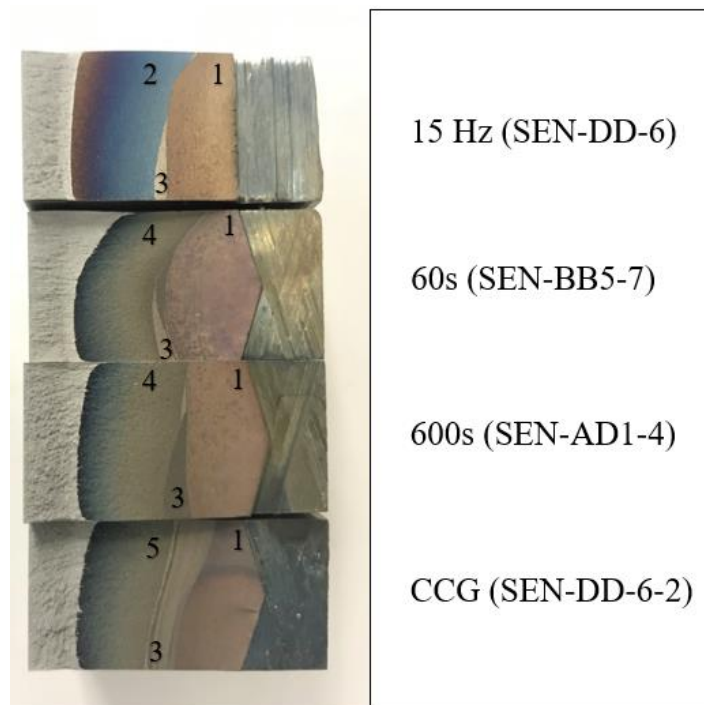 2 1
3
15 Hz (SEN-DD-6)
4 1
3
60s (SEN-BB5-7)
4 1
3
600s (SEN-AD1-4)
5 1
3
CCG (SEN-DD-6-2)